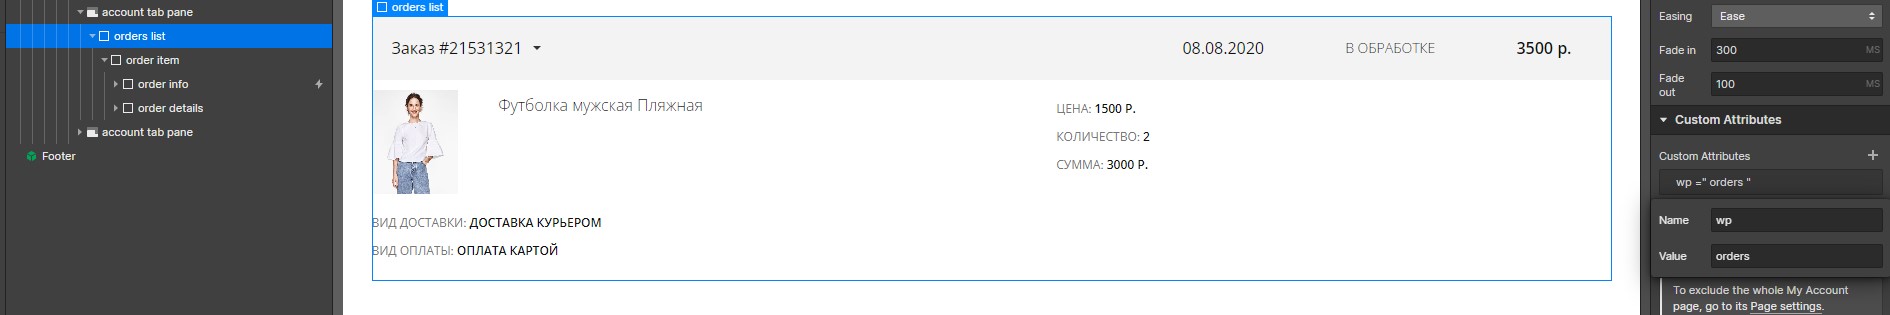 account tab pane
orders list
order item
order info
order details
account tab pane
Footer
orders list
Заказ #21531321
08.08.2020
В ОБРАБОТКЕ
3500 р.
Футболка мужская Пляжная
ЦЕНА: 1500 Р.
КОЛИЧЕСТВО: 2
СУММА: 3000 Р.
ВИД ДОСТАВКИ: ДОСТАВКА КУРЬЕРОМ
ВИД ОПЛАТЫ: ОПЛАТА КАРТОЙ
Easing Ease
Fade in 300 MS
Fade
out 100 MS
Custom Attributes
Custom Attributes
wp =" orders "
Name wp
Value orders
To exclude the whole My Account
page, go to its Page settings.